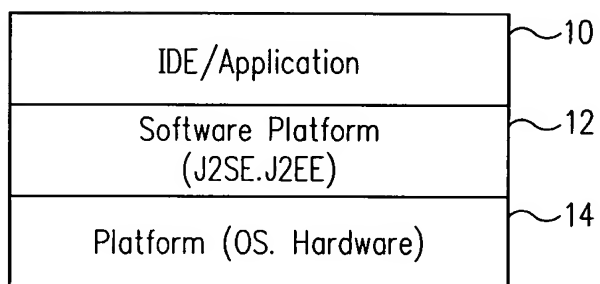 IDE/Application
10
Software Platform
(J2SE.J2EE)
12
Platform (OS. Hardware)
14